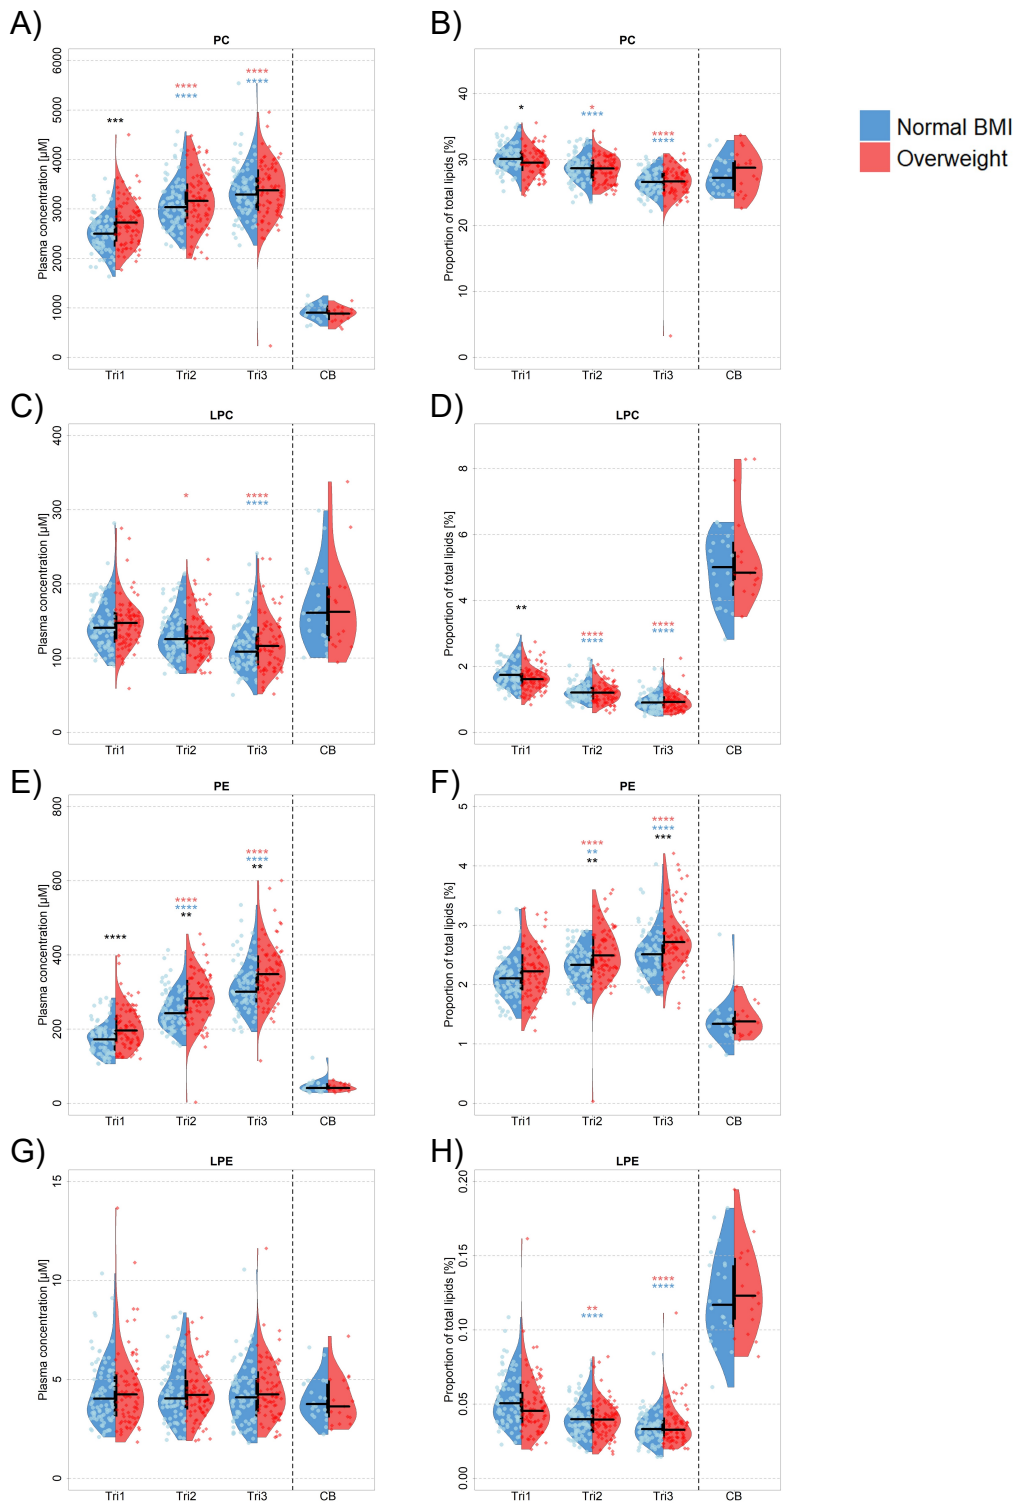 A)
PC
Plasma concentration [µM]
6000
5000
4000
3000
2000
1000
0
***
****
****
****
****
Tri1 Tri2 Tri3 CB
B)
PC
Proportion of total lipids [%]
40
30
20
10
0
*
*
****
****
****
Tri1 Tri2 Tri3 CB
Normal BMI
Overweight
C)
LPC
Plasma concentration [µM]
400
300
200
100
0
*
****
****
Tri1 Tri2 Tri3 CB
D)
LPC
Proportion of total lipids [%]
8
6
4
2
0
**
****
****
****
****
Tri1 Tri2 Tri3 CB
E)
PE
Plasma concentration [µM]
800
600
400
200
0
****
****
****
**
****
****
**
Tri1 Tri2 Tri3 CB
F)
PE
Proportion of total lipids [%]
5
4
3
2
1
0
****
**
**
****
****
***
Tri1 Tri2 Tri3 CB
G)
LPE
Plasma concentration [µM]
15
10
5
0
Tri1 Tri2 Tri3 CB
H)
LPE
Proportion of total lipids [%]
0.20
0.15
0.10
0.05
0.00
**
****
****
****
Tri1 Tri2 Tri3 CB